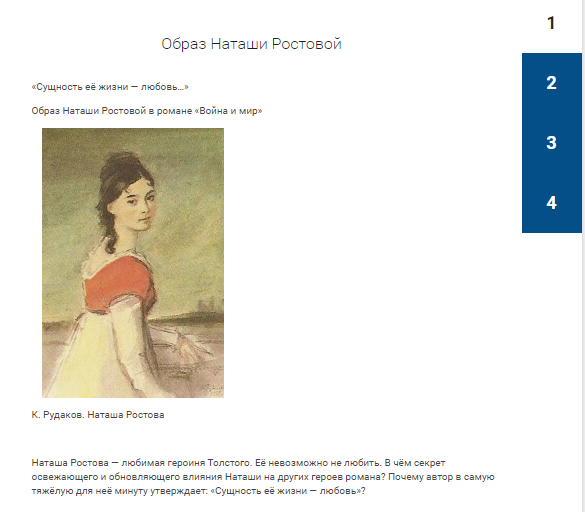 Образ Наташи Ростовой
«Сущность её жизни — любовь...»
Образ Наташи Ростовой в романе «Война и мир»
К. Рудаков. Наташа Ростова
Наташа Ростова — любимая героиня Толстого. Её невозможно не любить. В чём секрет
освежающего и обновляющего влияния Наташи на других героев романа? Почему автор в самую
тяжёлую для неё минуту утверждает: «Сущность её жизни — любовь»?
1
2
3
4